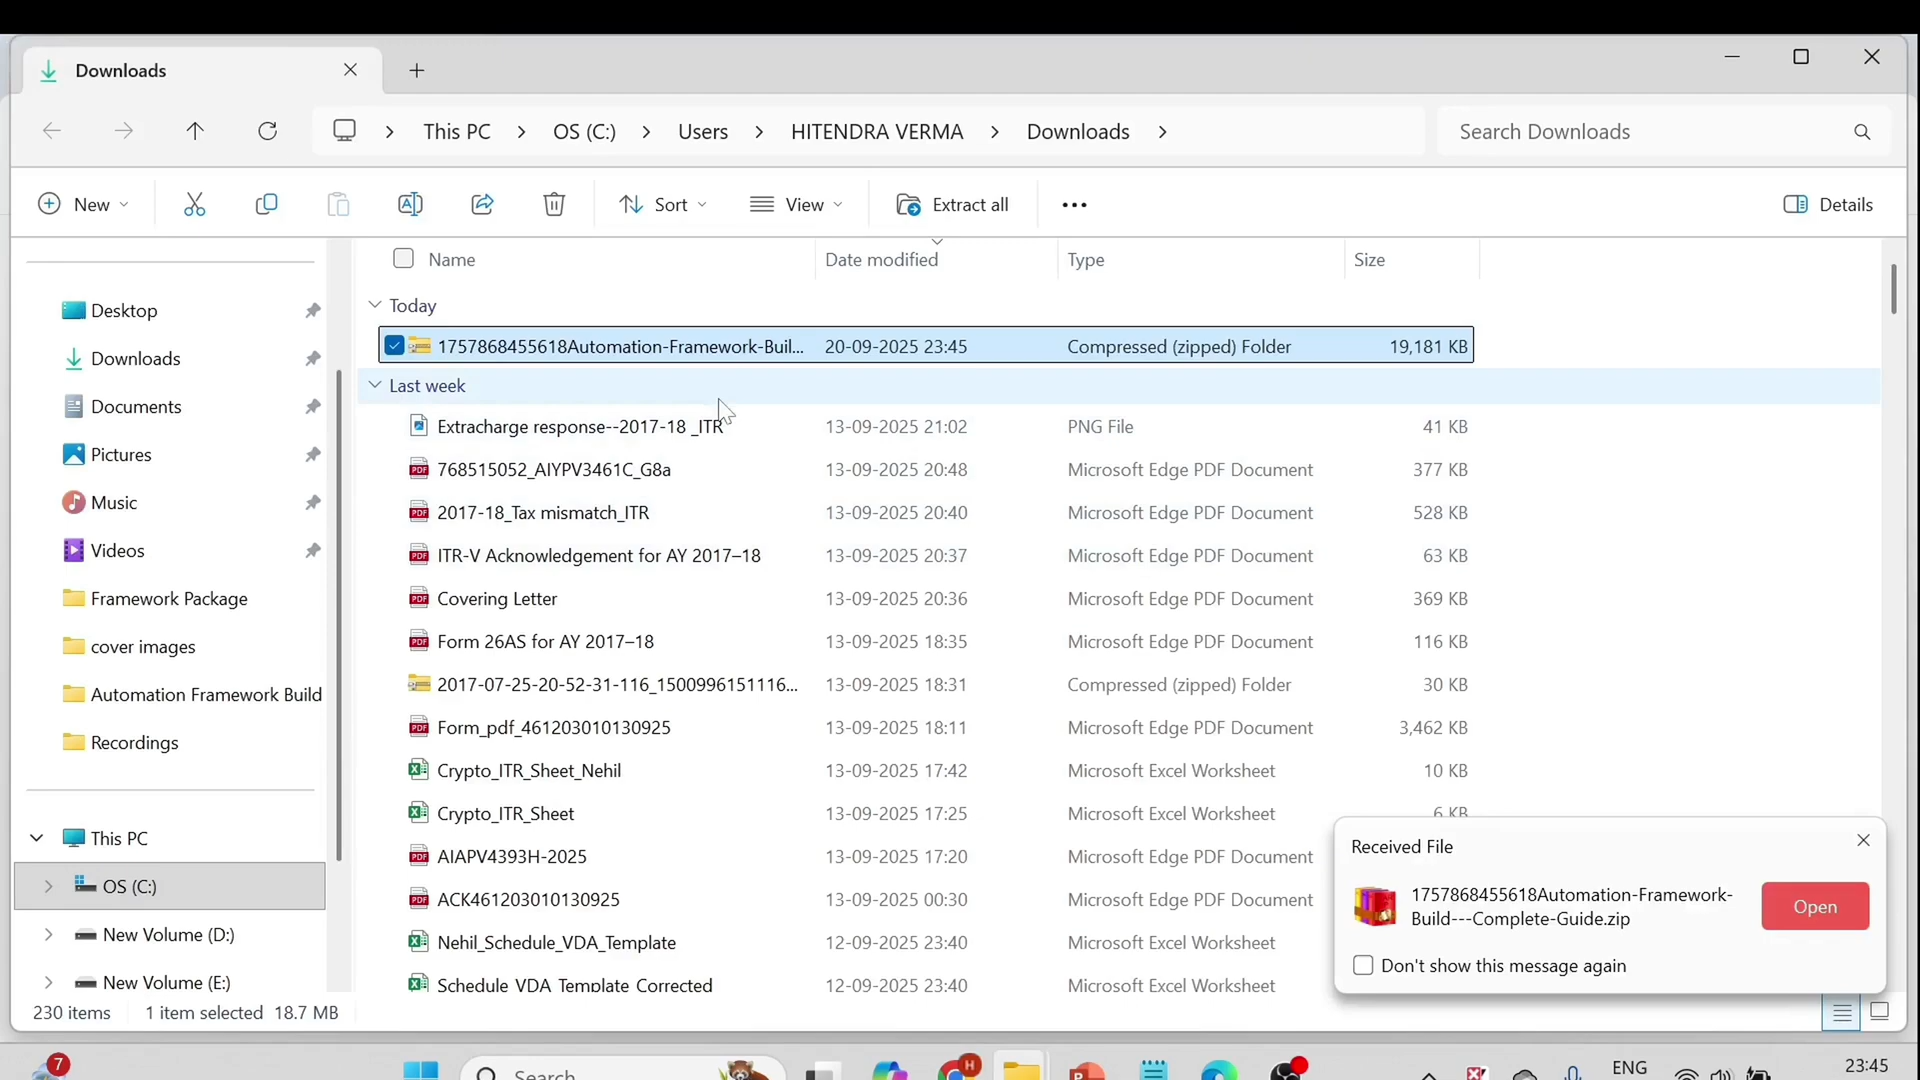 Downloads
This PC > OS (C:) > Users > HITENDRA VERMA > Downloads >
Search Downloads
New
Sort
View
Extract all
Details
Name Date modified Type Size
Today
1757868455618Automation-Framework-Buil... 20-09-2025 23:45 Compressed (zipped) Folder 19,181 KB
Last week
Extracharge response--2017-18 _ITR 13-09-2025 21:02 PNG File 41 KB
768515052_AIYPV3461C_G8a 13-09-2025 20:48 Microsoft Edge PDF Document 377 KB
2017-18_Tax mismatch_ITR 13-09-2025 20:40 Microsoft Edge PDF Document 528 KB
ITR-V Acknowledgement for AY 2017–18 13-09-2025 20:37 Microsoft Edge PDF Document 63 KB
Covering Letter 13-09-2025 20:36 Microsoft Edge PDF Document 369 KB
Form 26AS for AY 2017–18 13-09-2025 18:35 Microsoft Edge PDF Document 116 KB
2017-07-25-20-52-31-116_1500996151116... 13-09-2025 18:31 Compressed (zipped) Folder 30 KB
Form_pdf_461203010130925 13-09-2025 18:11 Microsoft Edge PDF Document 3,462 KB
Crypto_ITR_Sheet_Nehil 13-09-2025 17:42 Microsoft Excel Worksheet 10 KB
Crypto_ITR_Sheet 13-09-2025 17:25 Microsoft Excel Worksheet 6 KB
AIAPV4393H-2025 13-09-2025 17:20 Microsoft Edge PDF Document
ACK461203010130925 13-09-2025 00:30 Microsoft Edge PDF Document
Nehil_Schedule_VDA_Template 12-09-2025 23:40 Microsoft Excel Worksheet
Schedule VDA Template Corrected 12-09-2025 23:40 Microsoft Excel Worksheet
Desktop
Downloads
Documents
Pictures
Music
Videos
Framework Package
cover images
Automation Framework Build
Recordings
This PC
OS (C:)
New Volume (D:)
New Volume (E:)
Received File
1757868455618Automation-Framework-
Build---Complete-Guide.zip
Open
Don't show this message again
230 items 1 item selected 18.7 MB
7
Search
H
ENG
23:45